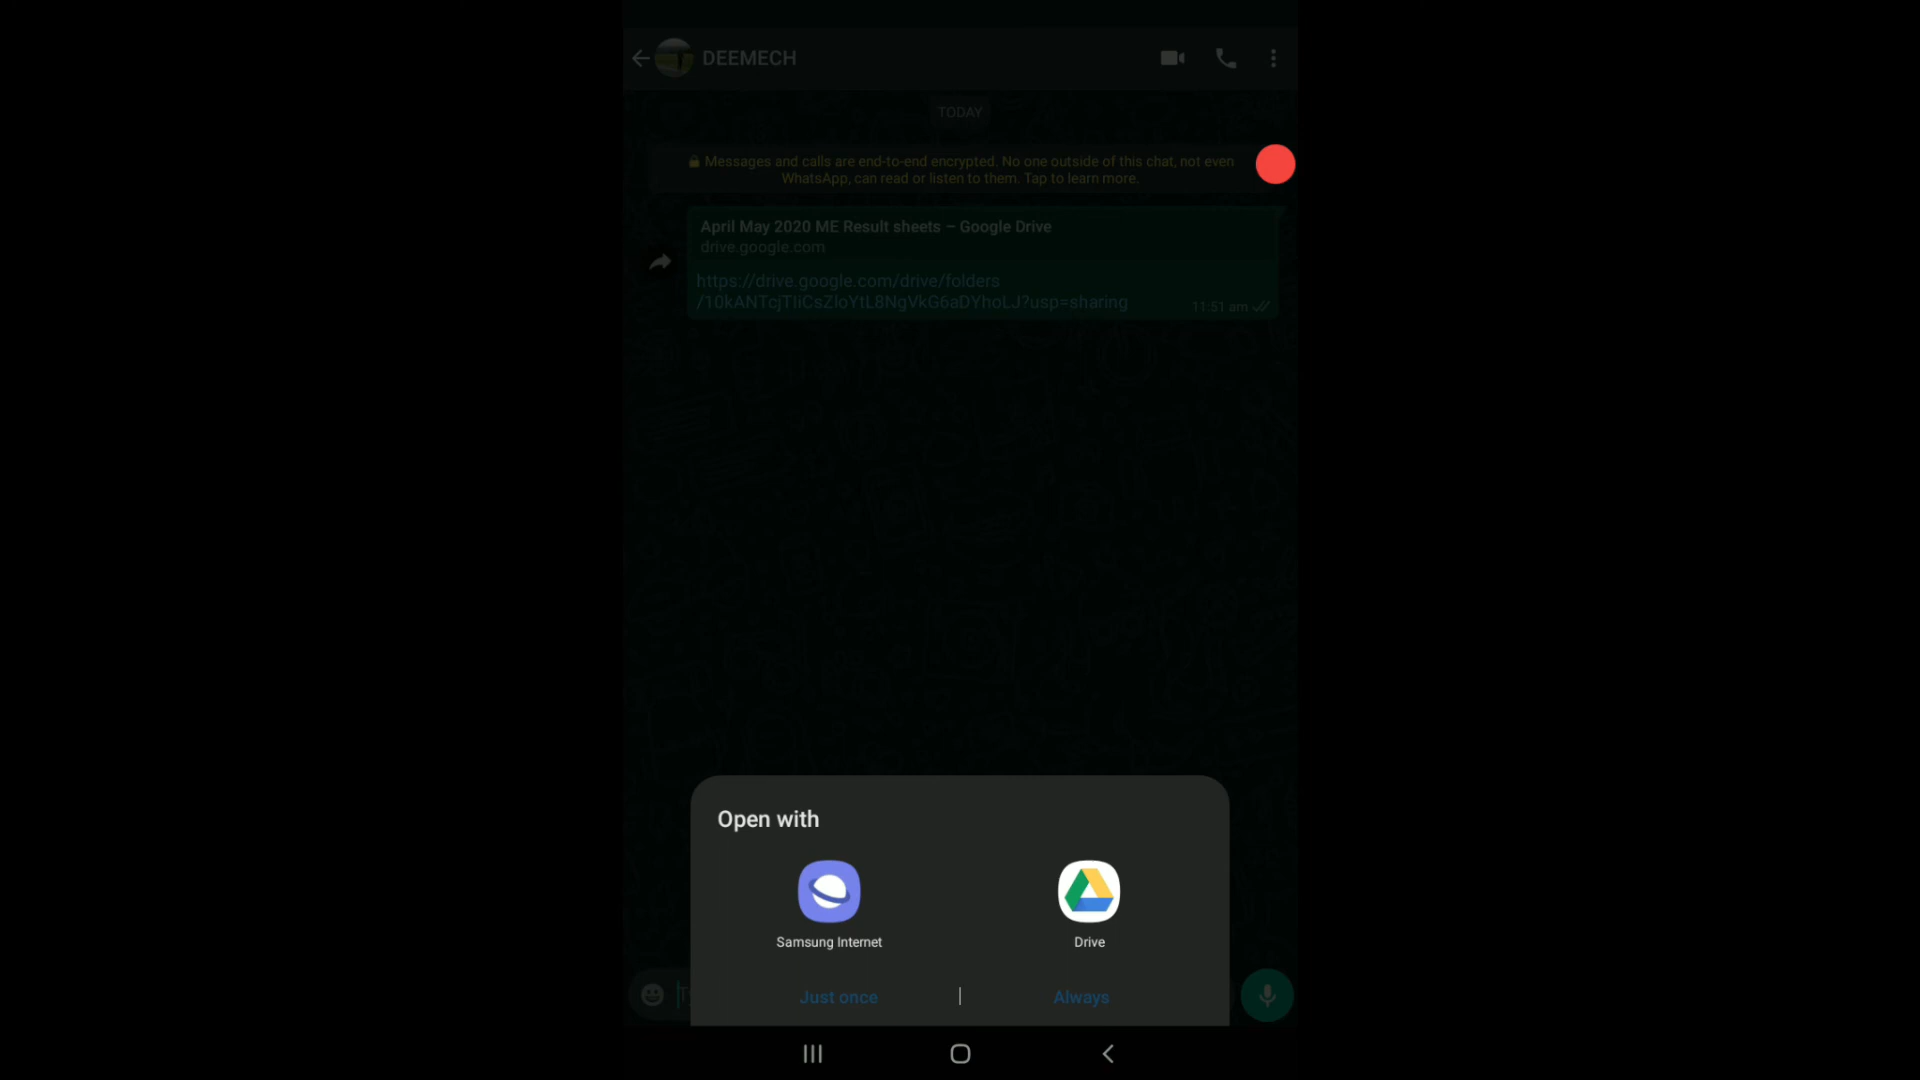 DEEMECH
TODAY
Messages and calls are end-to-end encrypted. No one outside of this chat, not even
WhatsApp, can read or listen to them. Tap to learn more.
April May 2020 ME Result sheets – Google Drive
drive.google.com
https://drive.google.com/drive/folders
/10kANTcjTIiCsZloYtL8NgVkG6aDYhoLJ?usp=sharing
11:51 am
Open with
Samsung Internet
Drive
Just once
Always